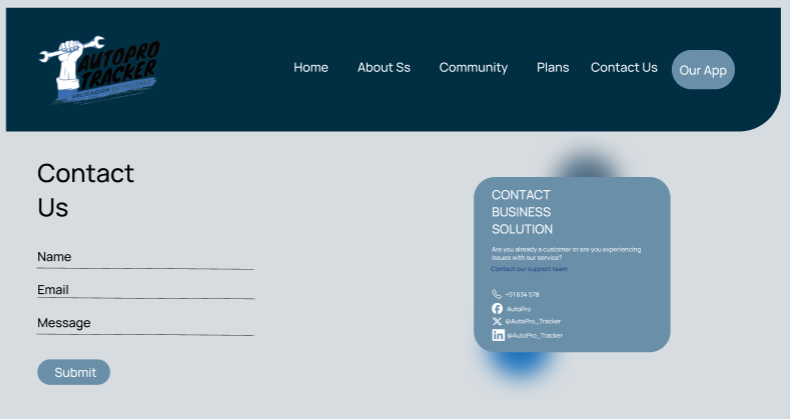 AUTOPRO
TRACKER
Home
About Ss
Community
Plans
Contact Us
Our App
Contact
Us
Name
Email
Message
Submit
CONTACT
BUSINESS
SOLUTION
Are you already a customer or are you experiencing
issues with our service?
Contact our support team
+51 634 578
AutoPro
@AutoPro_Tracker
@AutoPro_Tracker